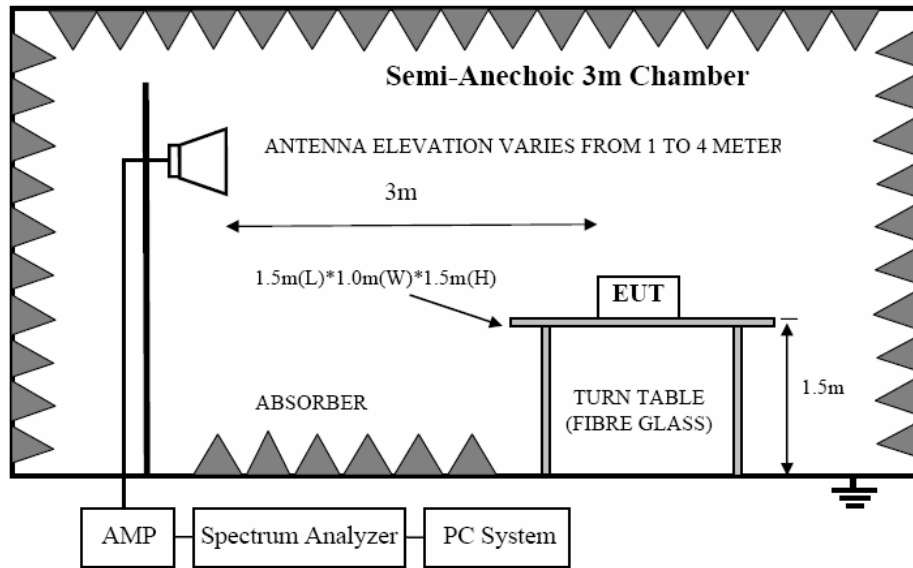 Semi-Anechoic 3m Chamber
ANTENNA ELEVATION VARIES FROM 1 TO 4 METER
3m
1.5m(L)*1.0m(W)*1.5m(H)
EUT
ABSORBER
TURN TABLE
(FIBRE GLASS)
1.5m
AMP
Spectrum Analyzer
PC System